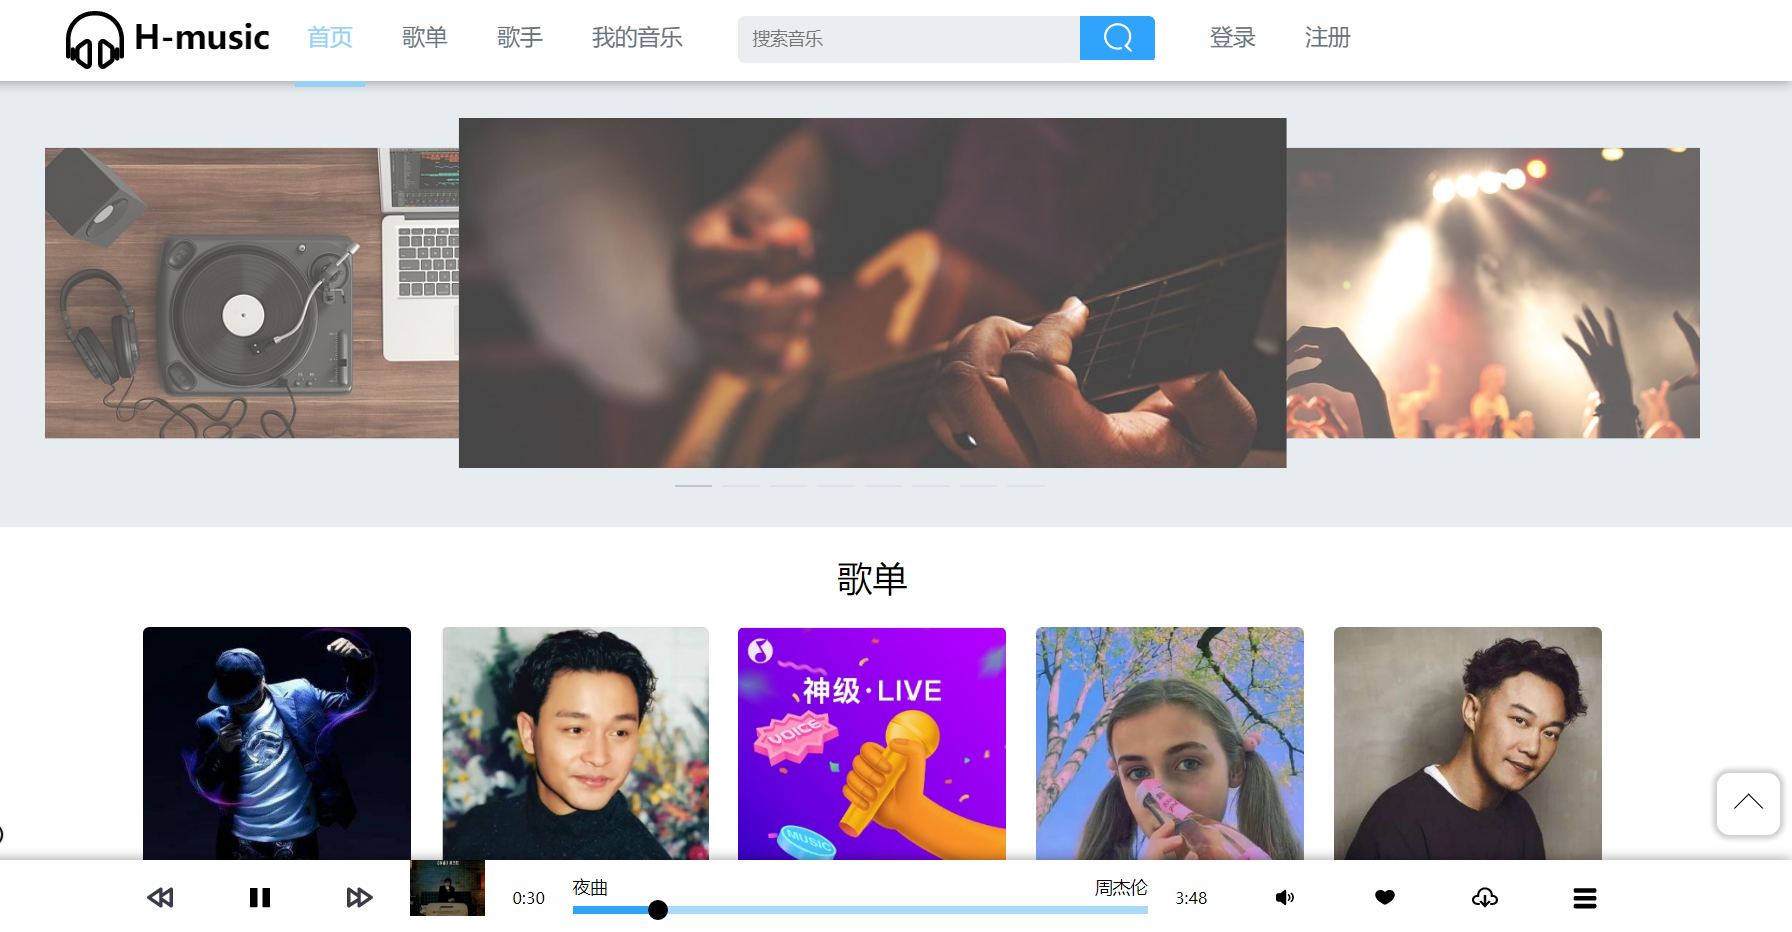 H-music
首页
歌单
歌手
我的音乐
搜索音乐
登录
注册
歌单
神级·LIVE
VOICE
MUSIC
0:30
夜曲
周杰伦
3:48